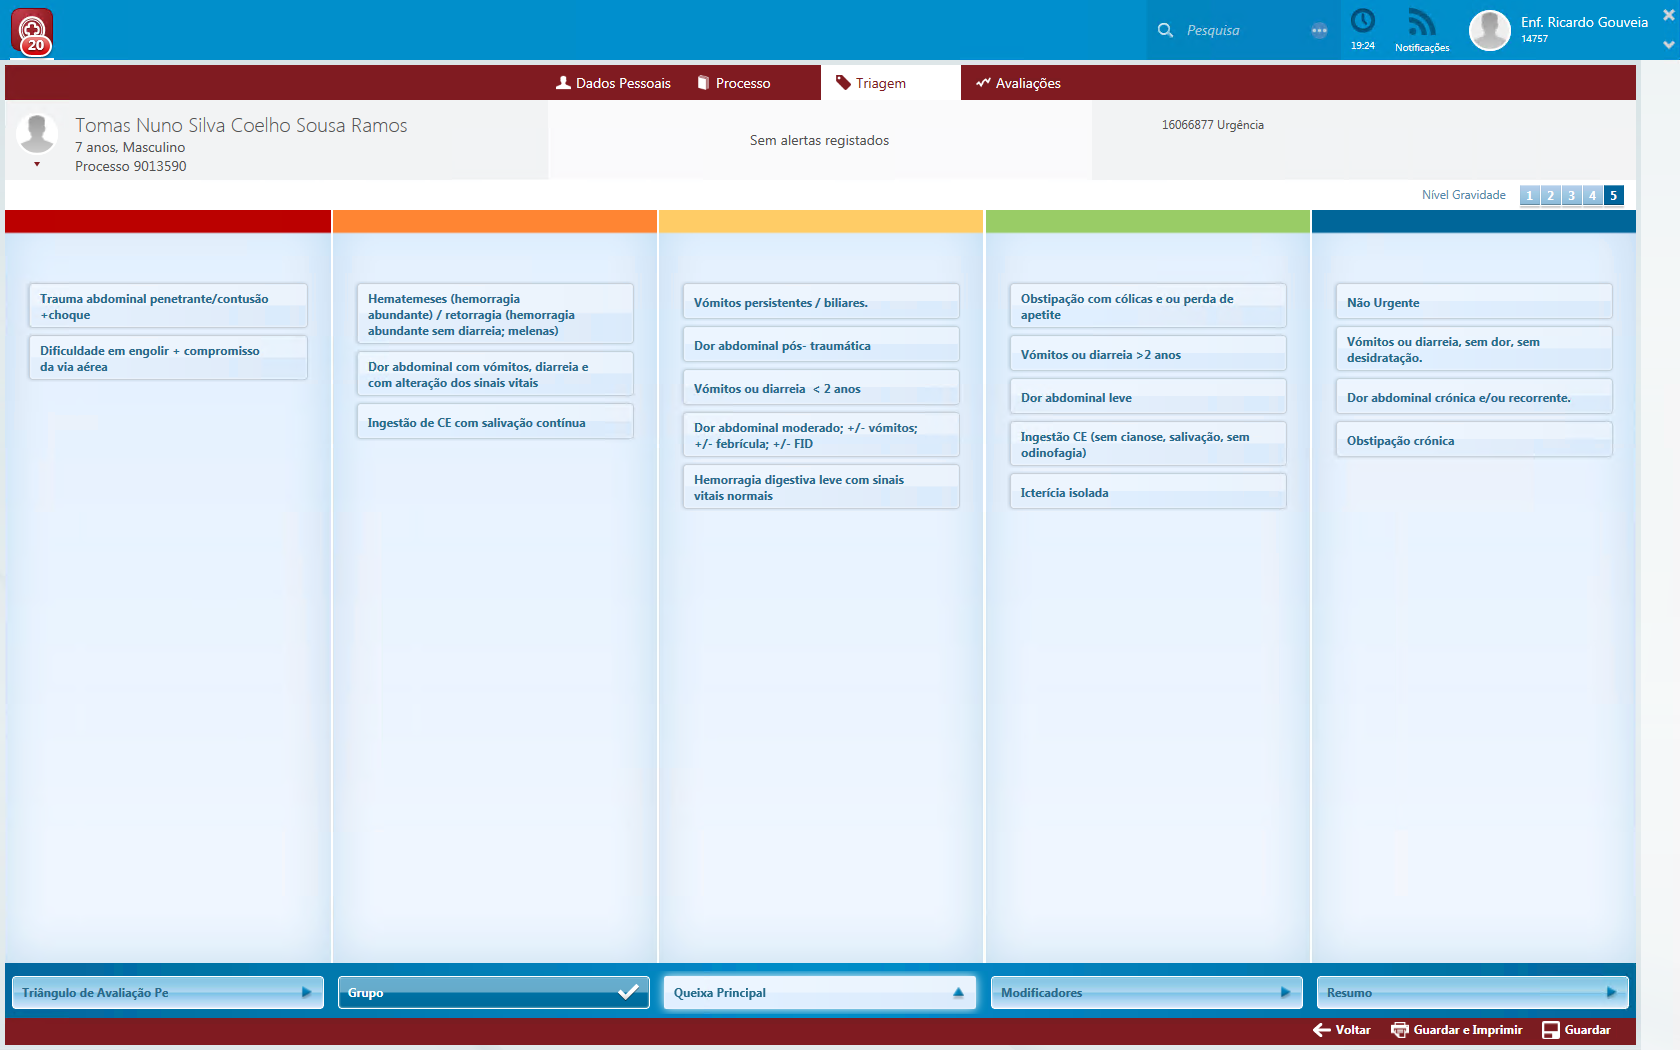 20
Pesquisa
19:24
Notificações
Enf. Ricardo Gouveia
14757
Dados Pessoais
Processo
Triagem
Avaliações
Tomas Nuno Silva Coelho Sousa Ramos
7 anos, Masculino
Processo 9013590
Sem alertas registados
16066877 Urgência
Nível Gravidade
1 2 3 4 5
Trauma abdominal penetrante/contusão
+choque
Dificuldade em engolir + compromisso
da via aérea
Hematemeses (hemorragia
abundante) / retorragia (hemorragia
abundante sem diarreia; melenas)
Dor abdominal com vómitos, diarreia e
com alteração dos sinais vitais
Ingestão de CE com salivação contínua
Vómitos persistentes / biliares.
Dor abdominal pós- traumática
Vómitos ou diarreia < 2 anos
Dor abdominal moderado; +/- vómitos;
+/- febrícula; +/- FID
Hemorragia digestiva leve com sinais
vitais normais
Obstipação com cólicas e ou perda de
apetite
Vómitos ou diarreia >2 anos
Dor abdominal leve
Ingestão CE (sem cianose, salivação, sem
odinofagia)
Icterícia isolada
Não Urgente
Vómitos ou diarreia, sem dor, sem
desidratação.
Dor abdominal crónica e/ou recorrente.
Obstipação crónica
Triângulo de Avaliação Pe
Grupo
Queixa Principal
Modificadores
Resumo
Voltar
Guardar e Imprimir
Guardar